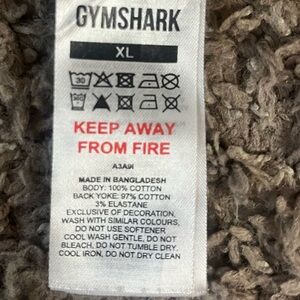 GYMSHARK
XL
30
KEEP AWAY
FROM FIRE
A3A9I
MADE IN BANGLADESH
BODY: 100% COTTON
BACK YOKE: 97% COTTON
3% ELASTANE
EXCLUSIVE OF DECORATION,
WASH WITH SIMILAR COLOURS,
DO NOT USE SOFTENER
COOL WASH GENTLE, DO NOT
BLEACH, DO NOT TUMBLE DRY,
COOL IRON, DO NOT DRY CLEAN